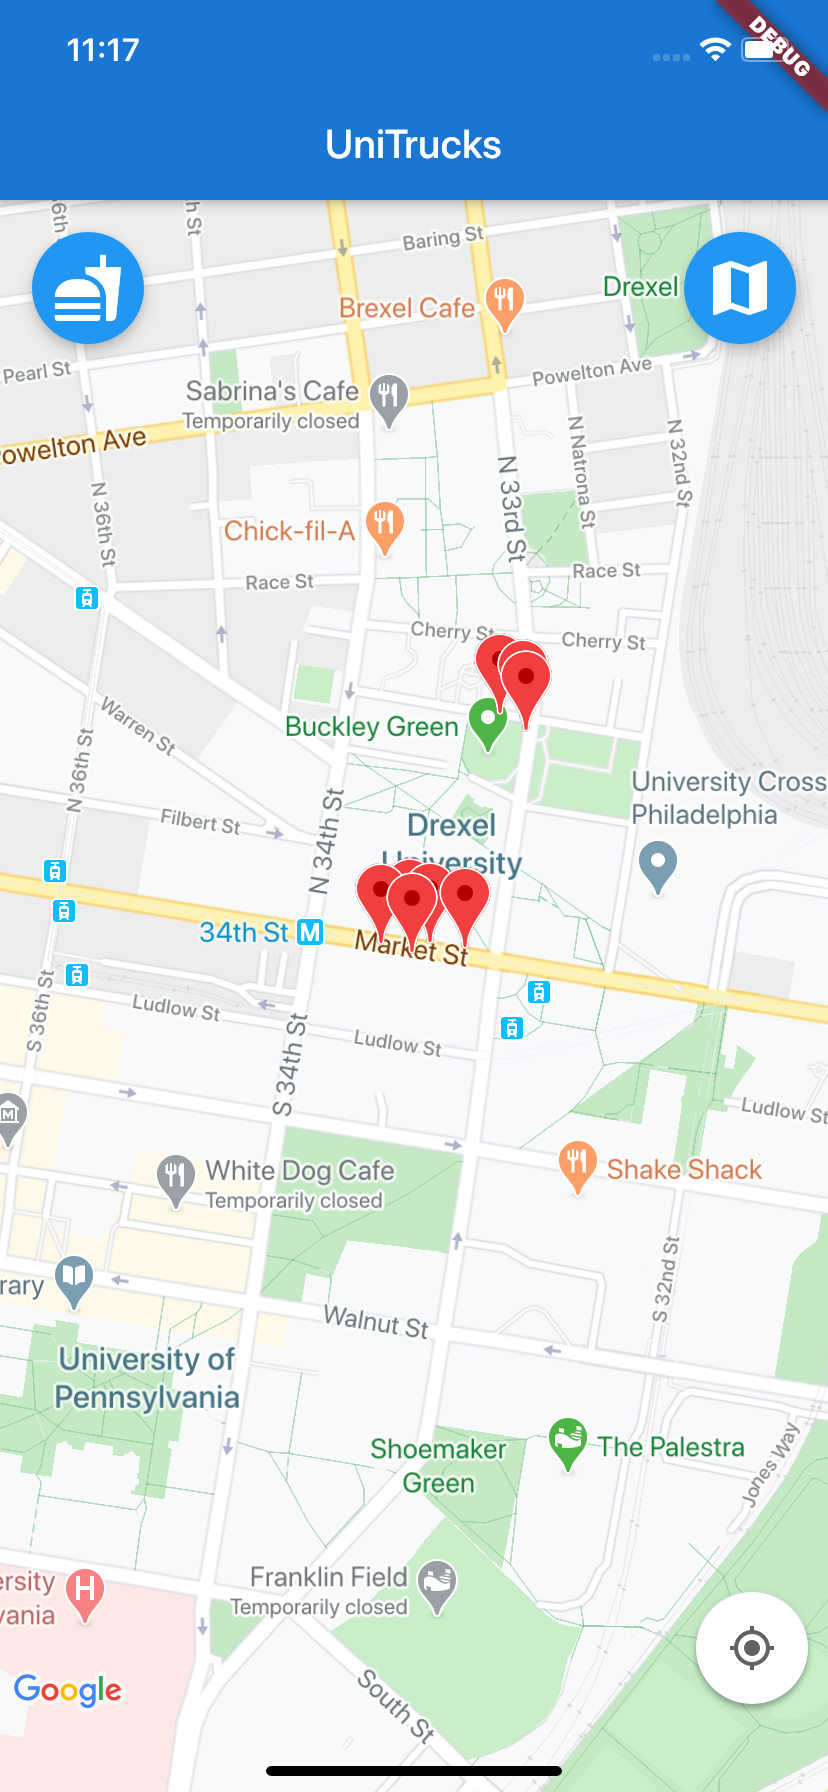 11:17
DEBUG
UniTrucks
36th
h St
Baring St
Drexel
Brexel Cafe
Pearl St
Powelton Ave
Sabrina's Cafe
Temporarily closed
owelton Ave
N 32nd St
N Natrona St
N 33rd St
N 36th St
Chick-fil-A
Race St
Race St
Cherry St
Cherry St
Warren St
Buckley Green
N 36th St
University Cross
Philadelphia
N 34th St
Filbert St
Drexel
University
34th St
M
Market St
Ludlow St
S 36th St
Ludlow St
S 34th St
Ludlow St
M
White Dog Cafe
Temporarily closed
Shake Shack
S 32nd St
rary
Walnut St
University of
Pennsylvania
Shoemaker
Green
The Palestra
Jones Way
ersity
vania
H
Franklin Field
Temporarily closed
Google
South St